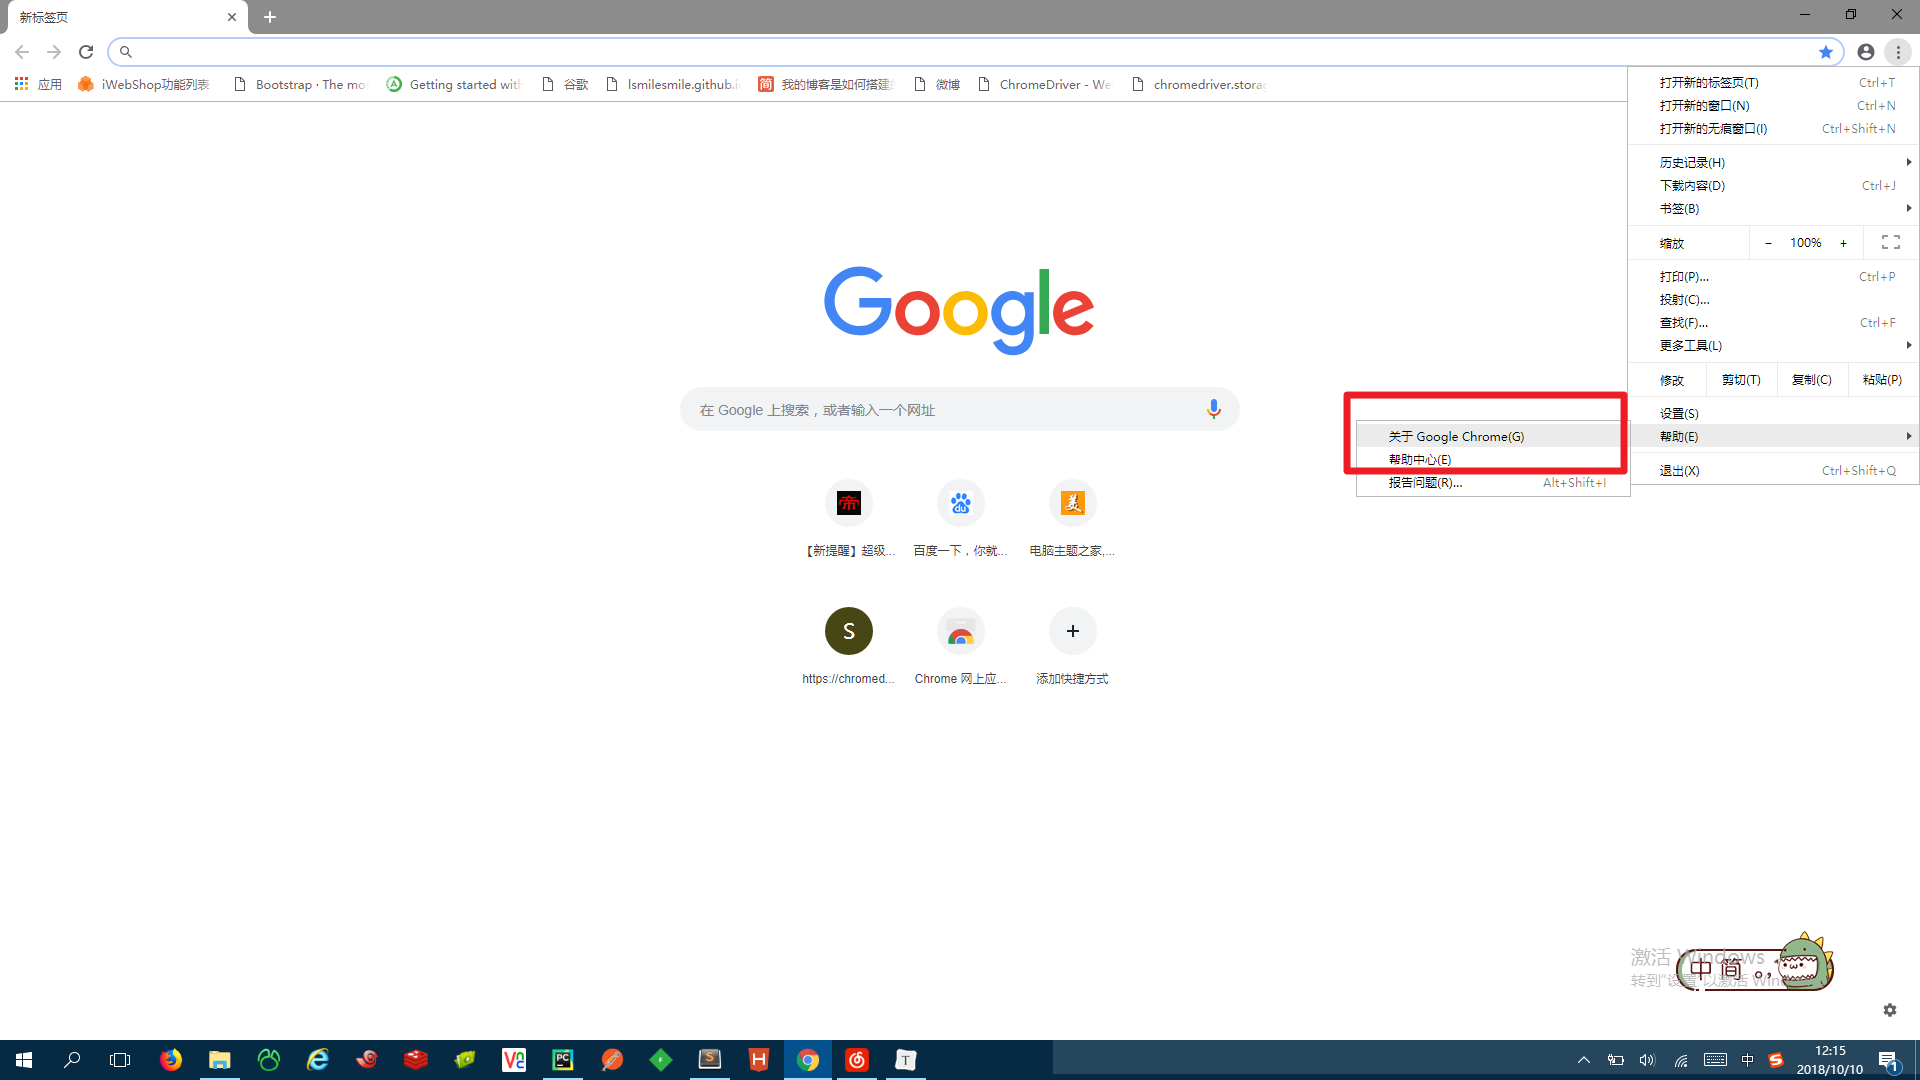 新标签页
应用
iWebShop功能列表
Bootstrap · The mo
Getting started with
谷歌
lsmilesmile.github.i
我的博客是如何搭建
微博
ChromeDriver - We
chromedriver.storag
打开新的标签页(T) Ctrl+T
打开新的窗口(N) Ctrl+N
打开新的无痕窗口(I) Ctrl+Shift+N
历史记录(H)
下载内容(D) Ctrl+J
书签(B)
缩放 － 100% +
打印(P)... Ctrl+P
投射(C)...
查找(F)... Ctrl+F
更多工具(L)
修改 剪切(T) 复制(C) 粘贴(P)
设置(S)
帮助(E)
退出(X) Ctrl+Shift+Q
关于 Google Chrome(G)
帮助中心(E)
报告问题(R)... Alt+Shift+I
Google
在 Google 上搜索，或者输入一个网址
帝
du
美
【新提醒】超级...
百度一下，你就...
电脑主题之家,...
S
https://chromed...
Chrome 网上应...
添加快捷方式
激活 Windows
转到"设置"以激活 Win
中 简 。,
中
12:15
2018/10/10
1